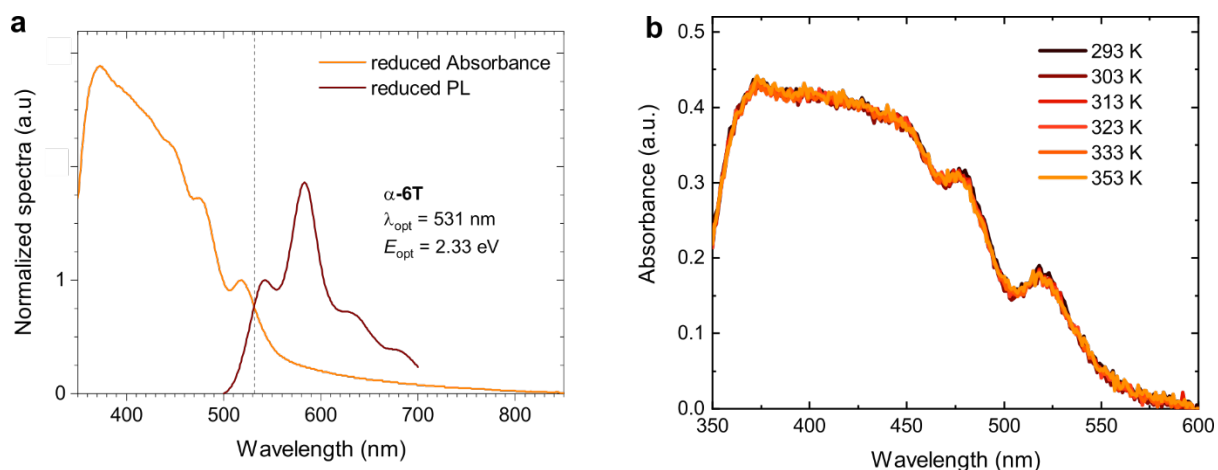 a
reduced Absorbance
reduced PL
Normalized spectra (a.u)
α-6T
λopt = 531 nm
Eopt = 2.33 eV
1
0
400 500 600 700 800
Wavelength (nm)
b
293 K
303 K
313 K
323 K
333 K
353 K
Absorbance (a.u.)
0.5
0.4
0.3
0.2
0.1
0.0
350 400 450 500 550 600
Wavelength (nm)